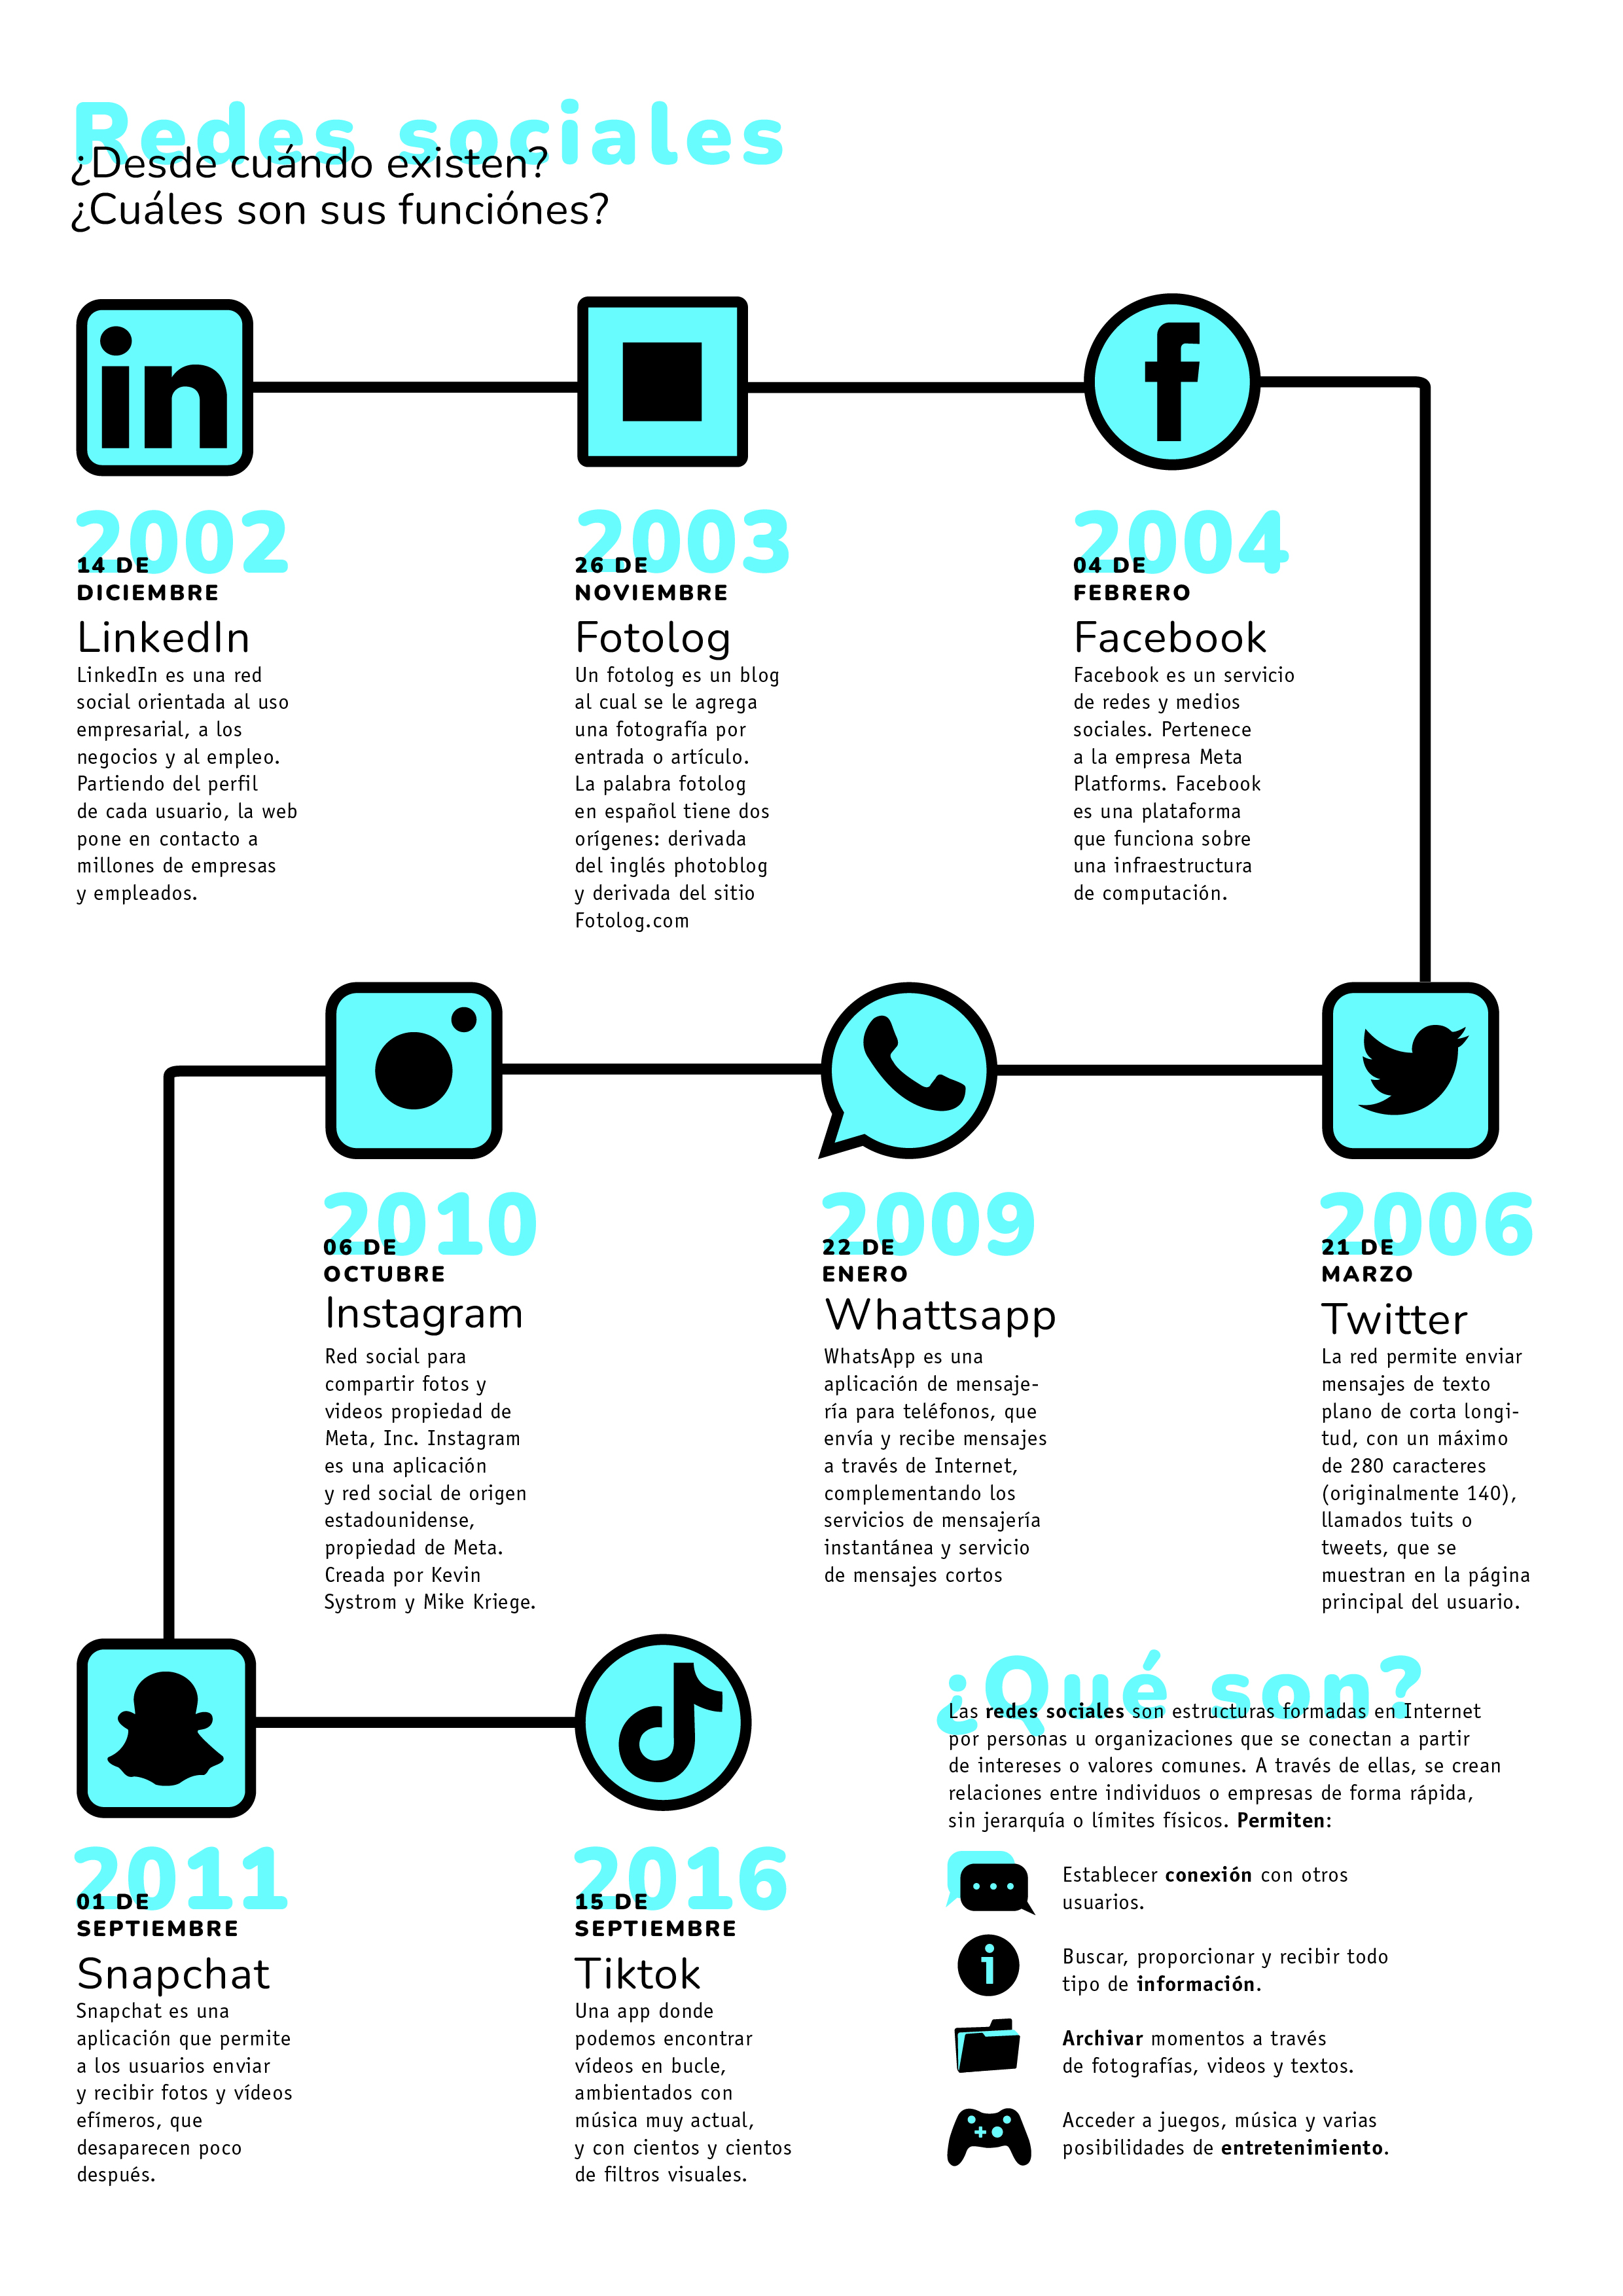 Redes sociales
¿Desde cuándo existen?
¿Cuáles son sus funciónes?
in
f
2002
14 DE
DICIEMBRE
LinkedIn
LinkedIn es una red
social orientada al uso
empresarial, a los
negocios y al empleo.
Partiendo del perfil
de cada usuario, la web
pone en contacto a
millones de empresas
y empleados.
2003
26 DE
NOVIEMBRE
Fotolog
Un fotolog es un blog
al cual se le agrega
una fotografía por
entrada o artículo.
La palabra fotolog
en español tiene dos
orígenes: derivada
del inglés photoblog
y derivada del sitio
Fotolog.com
2004
04 DE
FEBRERO
Facebook
Facebook es un servicio
de redes y medios
sociales. Pertenece
a la empresa Meta
Platforms. Facebook
es una plataforma
que funciona sobre
una infraestructura
de computación.
2010
06 DE
OCTUBRE
Instagram
Red social para
compartir fotos y
videos propiedad de
Meta, Inc. Instagram
es una aplicación
y red social de origen
estadounidense,
propiedad de Meta.
Creada por Kevin
Systrom y Mike Kriege.
2009
22 DE
ENERO
Whattsapp
WhatsApp es una
aplicación de mensaje-
ría para teléfonos, que
envía y recibe mensajes
a través de Internet,
complementando los
servicios de mensajería
instantánea y servicio
de mensajes cortos
2006
21 DE
MARZO
Twitter
La red permite enviar
mensajes de texto
plano de corta longi-
tud, con un máximo
de 280 caracteres
(originalmente 140),
llamados tuits o
tweets, que se
muestran en la página
principal del usuario.
2011
01 DE
SEPTIEMBRE
Snapchat
Snapchat es una
aplicación que permite
a los usuarios enviar
y recibir fotos y vídeos
efímeros, que
desaparecen poco
después.
2016
15 DE
SEPTIEMBRE
Tiktok
Una app donde
podemos encontrar
vídeos en bucle,
ambientados con
música muy actual,
y con cientos y cientos
de filtros visuales.
¿Qué son?
Las redes sociales son estructuras formadas en Internet
por personas u organizaciones que se conectan a partir
de intereses o valores comunes. A través de ellas, se crean
relaciones entre individuos o empresas de forma rápida,
sin jerarquía o límites físicos. Permiten:
Establecer conexión con otros
usuarios.
i
Buscar, proporcionar y recibir todo
tipo de información.
Archivar momentos a través
de fotografías, videos y textos.
Acceder a juegos, música y varias
posibilidades de entretenimiento.